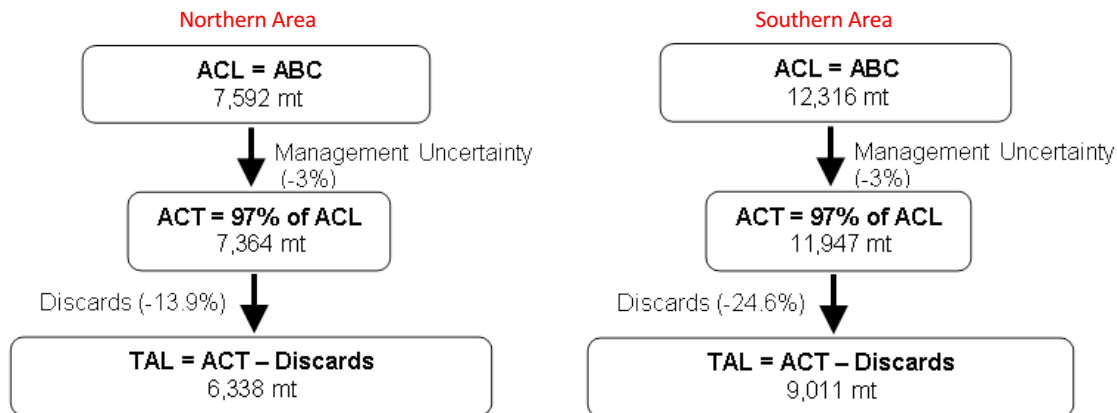 Northern Area
ACL = ABC
7,592 mt
Management Uncertainty
(-3%)
ACT = 97% of ACL
7,364 mt
Discards (-13.9%)
TAL = ACT – Discards
6,338 mt
Southern Area
ACL = ABC
12,316 mt
Management Uncertainty
(-3%)
ACT = 97% of ACL
11,947 mt
Discards (-24.6%)
TAL = ACT – Discards
9,011 mt